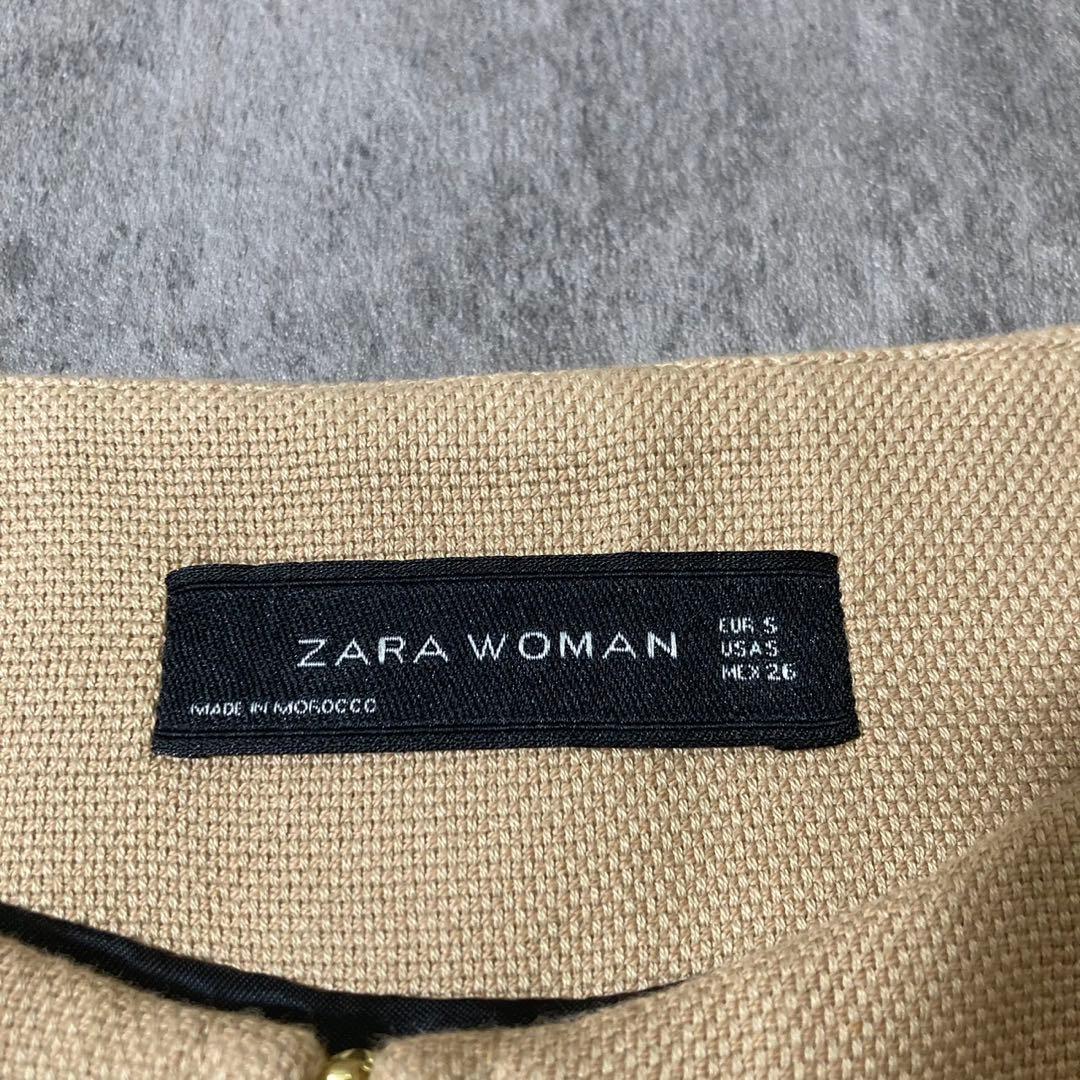 ZARA WOMAN
EUR S
USA S
MEX 26
MADE IN MOROCCO